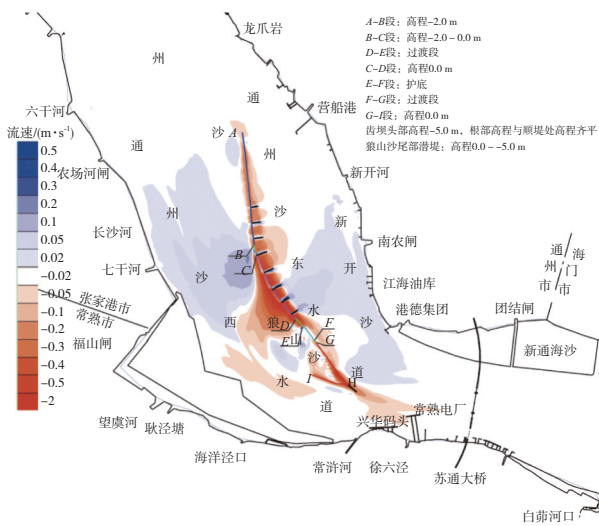 龙爪岩
A-B段：高程-2.0 m
B-C段：高程-2.0－0.0 m
D-E段：过渡段
C-D段：高程0.0 m
E-F段：护底
F-G段：过渡段
G-I段：高程0.0 m
齿坝头部高程-5.0 m，根部高程与顺堤处高程齐平
狼山沙尾部潜堤：高程0.0－-5.0 m
州
通
营船港
六干河
沙 A
通
州
流速/(m·s⁻¹)
0.5
0.4
0.3
0.2
0.1
0.05
0.02
-0.02
-0.05
-0.1
-0.2
-0.3
-0.4
-0.5
-2
农场河闸
新开河
州
沙
新
长沙河
南农闸
B
东
开
七干河
C
沙
江海油库
通州市
海门市
张家港市
常熟市
水
港德集团
团结闸
西
狼
D
F
沙
福山闸
E
山
G
新通海沙
沙
道
I
H
水
道
常熟电厂
望虞河
兴华码头
耿泾塘
海洋泾口
常浒河
徐六泾
苏通大桥
白茆河口